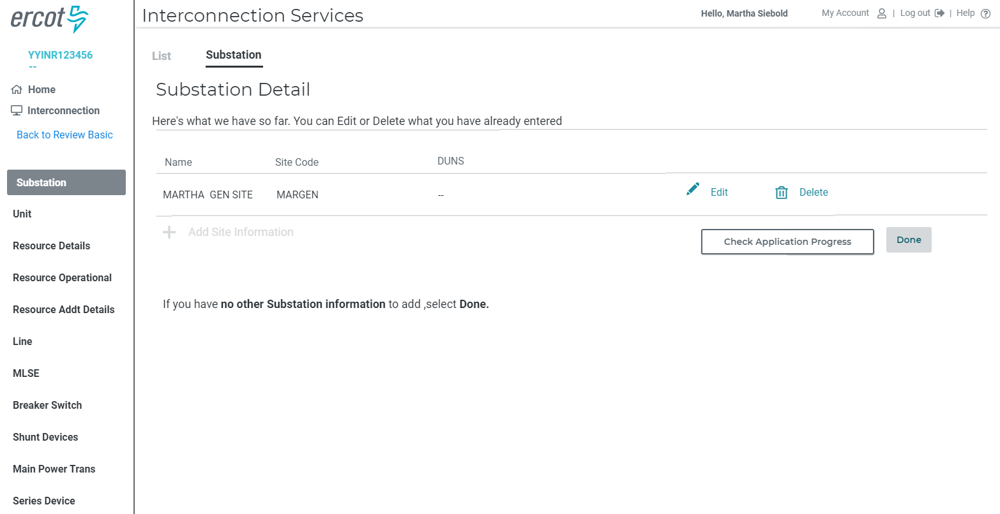 ercot
Interconnection Services
Hello, Martha Siebold
My Account | Log out | Help
YYINR123456
--
Home
Interconnection
Back to Review Basic
Substation
Unit
Resource Details
Resource Operational
Resource Addt Details
Line
MLSE
Breaker Switch
Shunt Devices
Main Power Trans
Series Device
List Substation
Substation Detail
Here's what we have so far. You can Edit or Delete what you have already entered
Name Site Code DUNS
MARTHA  GEN SITE MARGEN -- Edit Delete
Add Site Information
Check Application Progress Done
If you have no other Substation information to add ,select Done.